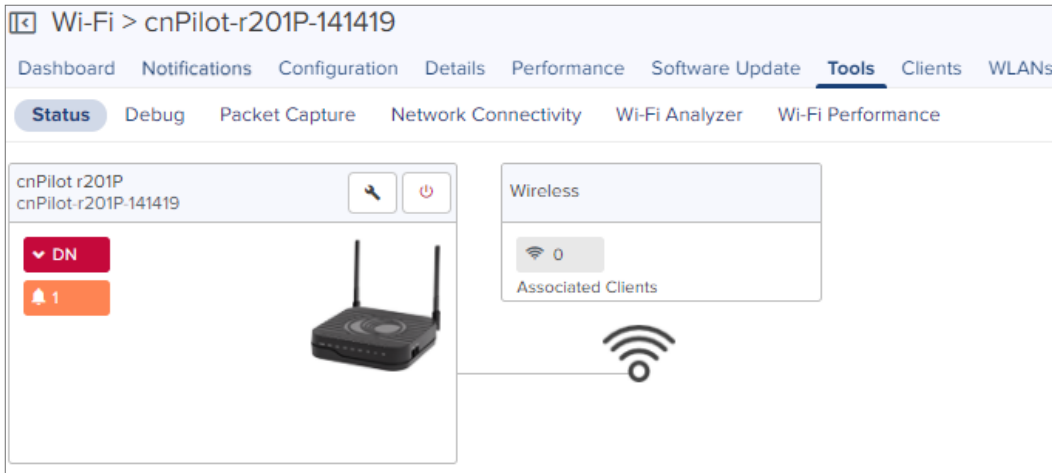 Wi-Fi > cnPilot-r201P-141419
Dashboard Notifications Configuration Details Performance Software Update Tools Clients WLANs
Status Debug Packet Capture Network Connectivity Wi-Fi Analyzer Wi-Fi Performance
cnPilot r201P
cnPilot-r201P-141419
DN
1
Wireless
0
Associated Clients